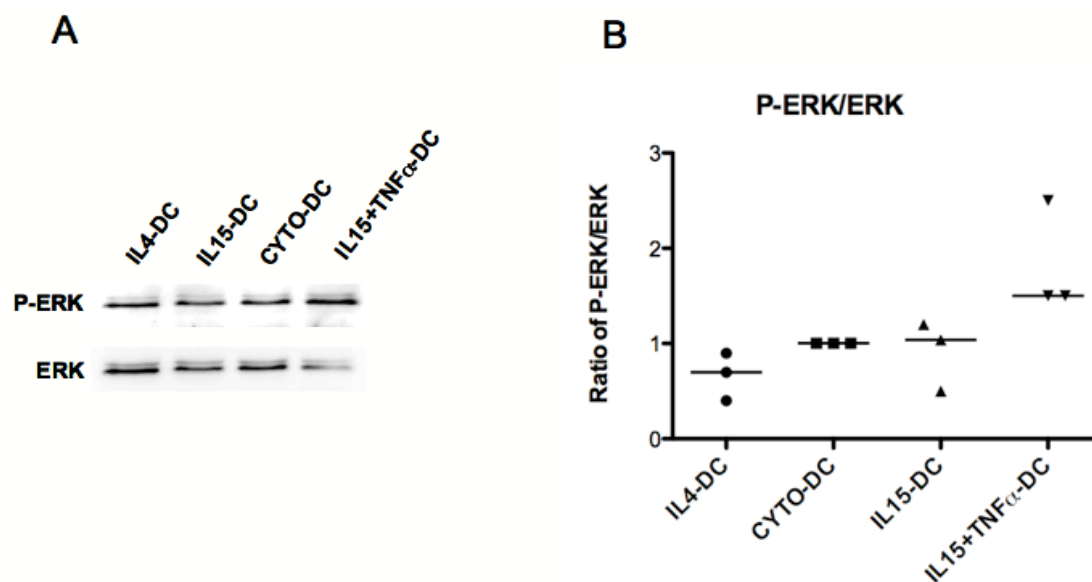 A
IL4-DC
IL15-DC
CYTO-DC
IL15+TNFα-DC
P-ERK
ERK
B
P-ERK/ERK
Ratio of P-ERK/ERK
3
2
1
0
IL4-DC
CYTO-DC
IL15-DC
IL15+TNFα-DC